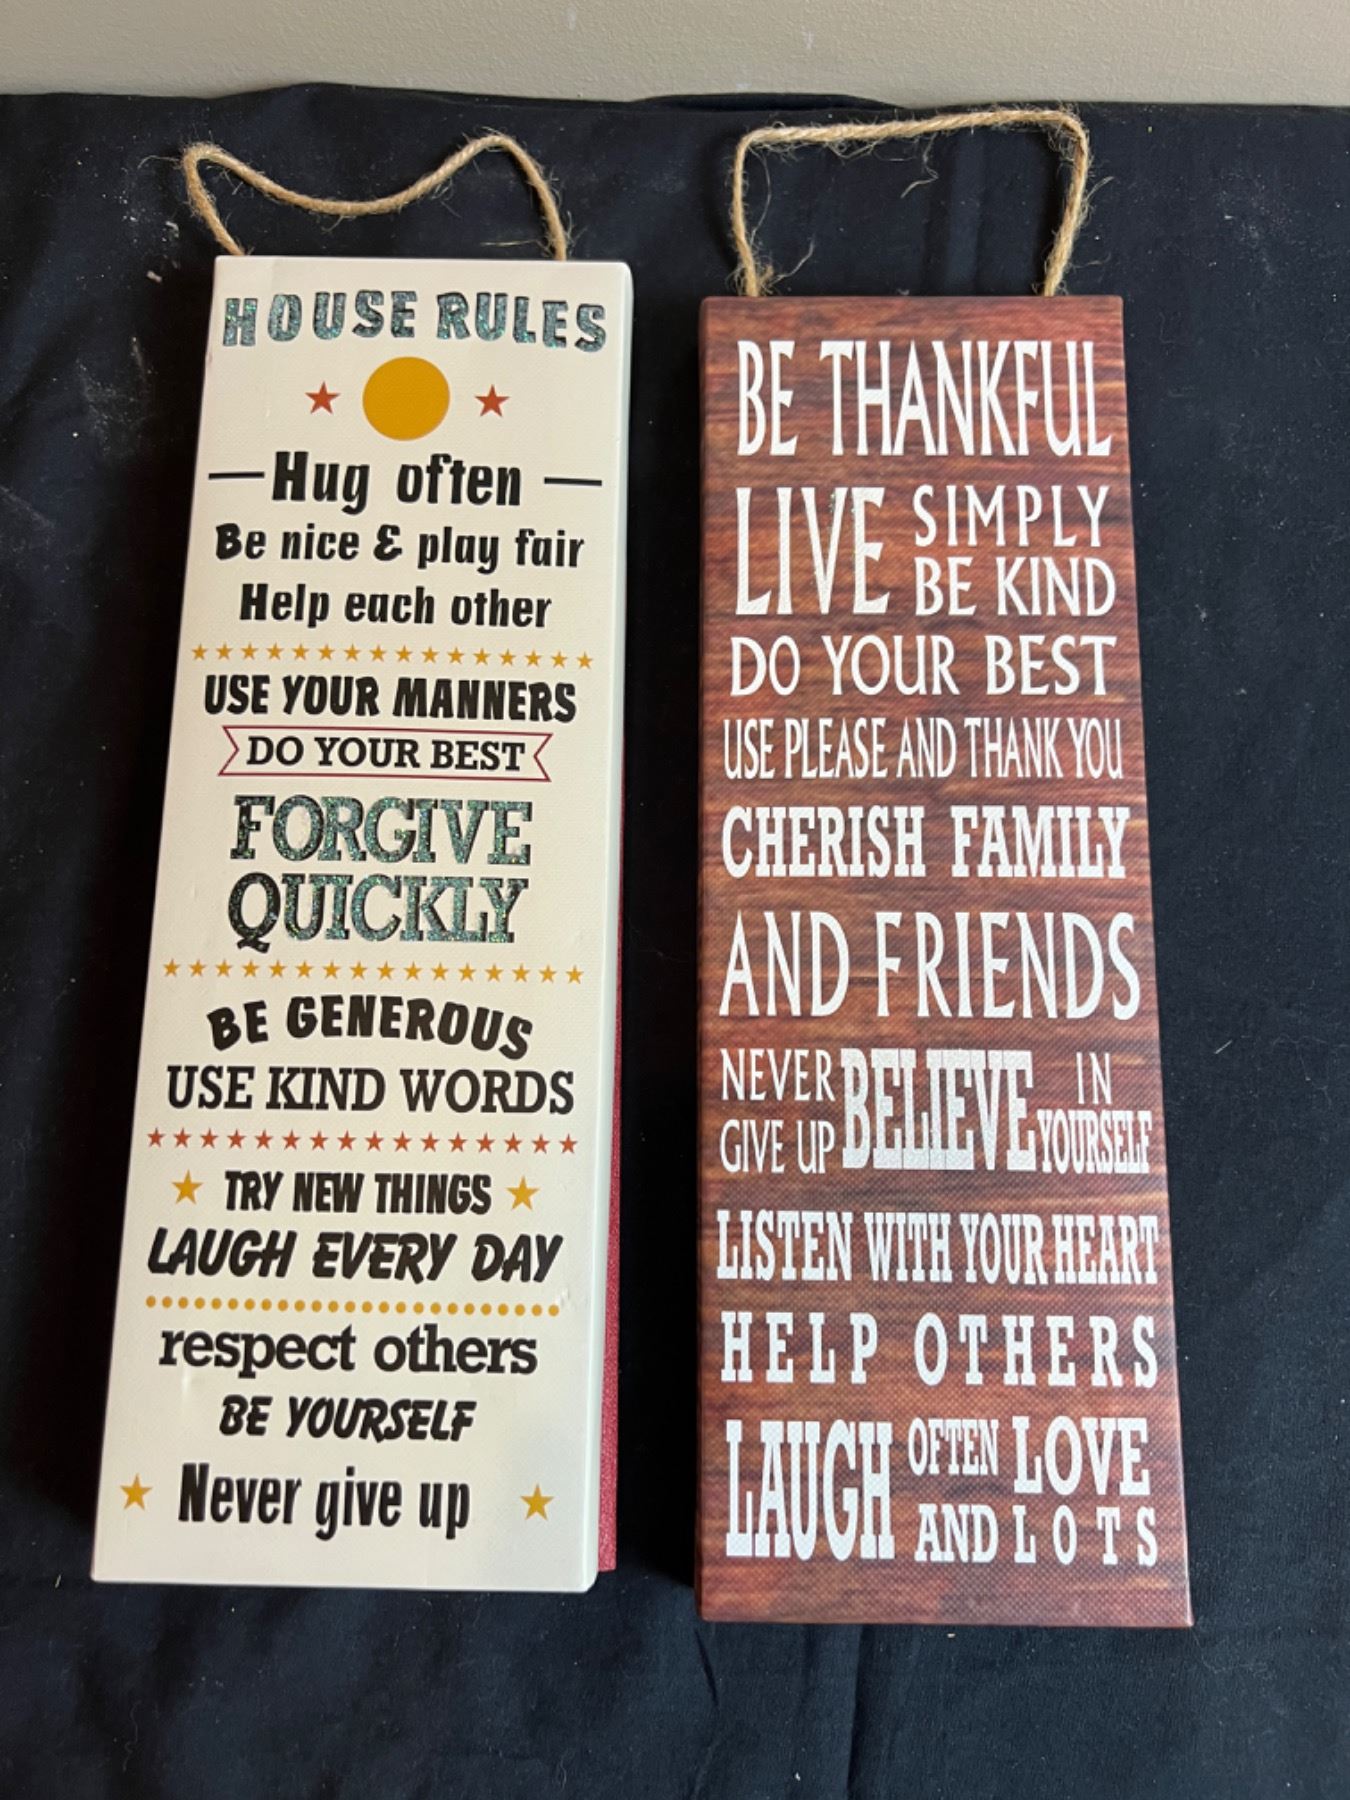 HOUSE RULES
Hug often
Be nice & play fair
Help each other
USE YOUR MANNERS
DO YOUR BEST
FORGIVE
QUICKLY
BE GENEROUS
USE KIND WORDS
TRY NEW THINGS
LAUGH EVERY DAY
respect others
BE YOURSELF
Never give up
BE THANKFUL
LIVE SIMPLY
BE KIND
DO YOUR BEST
USE PLEASE AND THANK YOU
CHERISH FAMILY
AND FRIENDS
NEVER
GIVE UP
BELIEVE
IN
YOURSELF
LISTEN WITH YOUR HEART
HELP OTHERS
LAUGH
OFTEN
AND
LOVE
LOTS